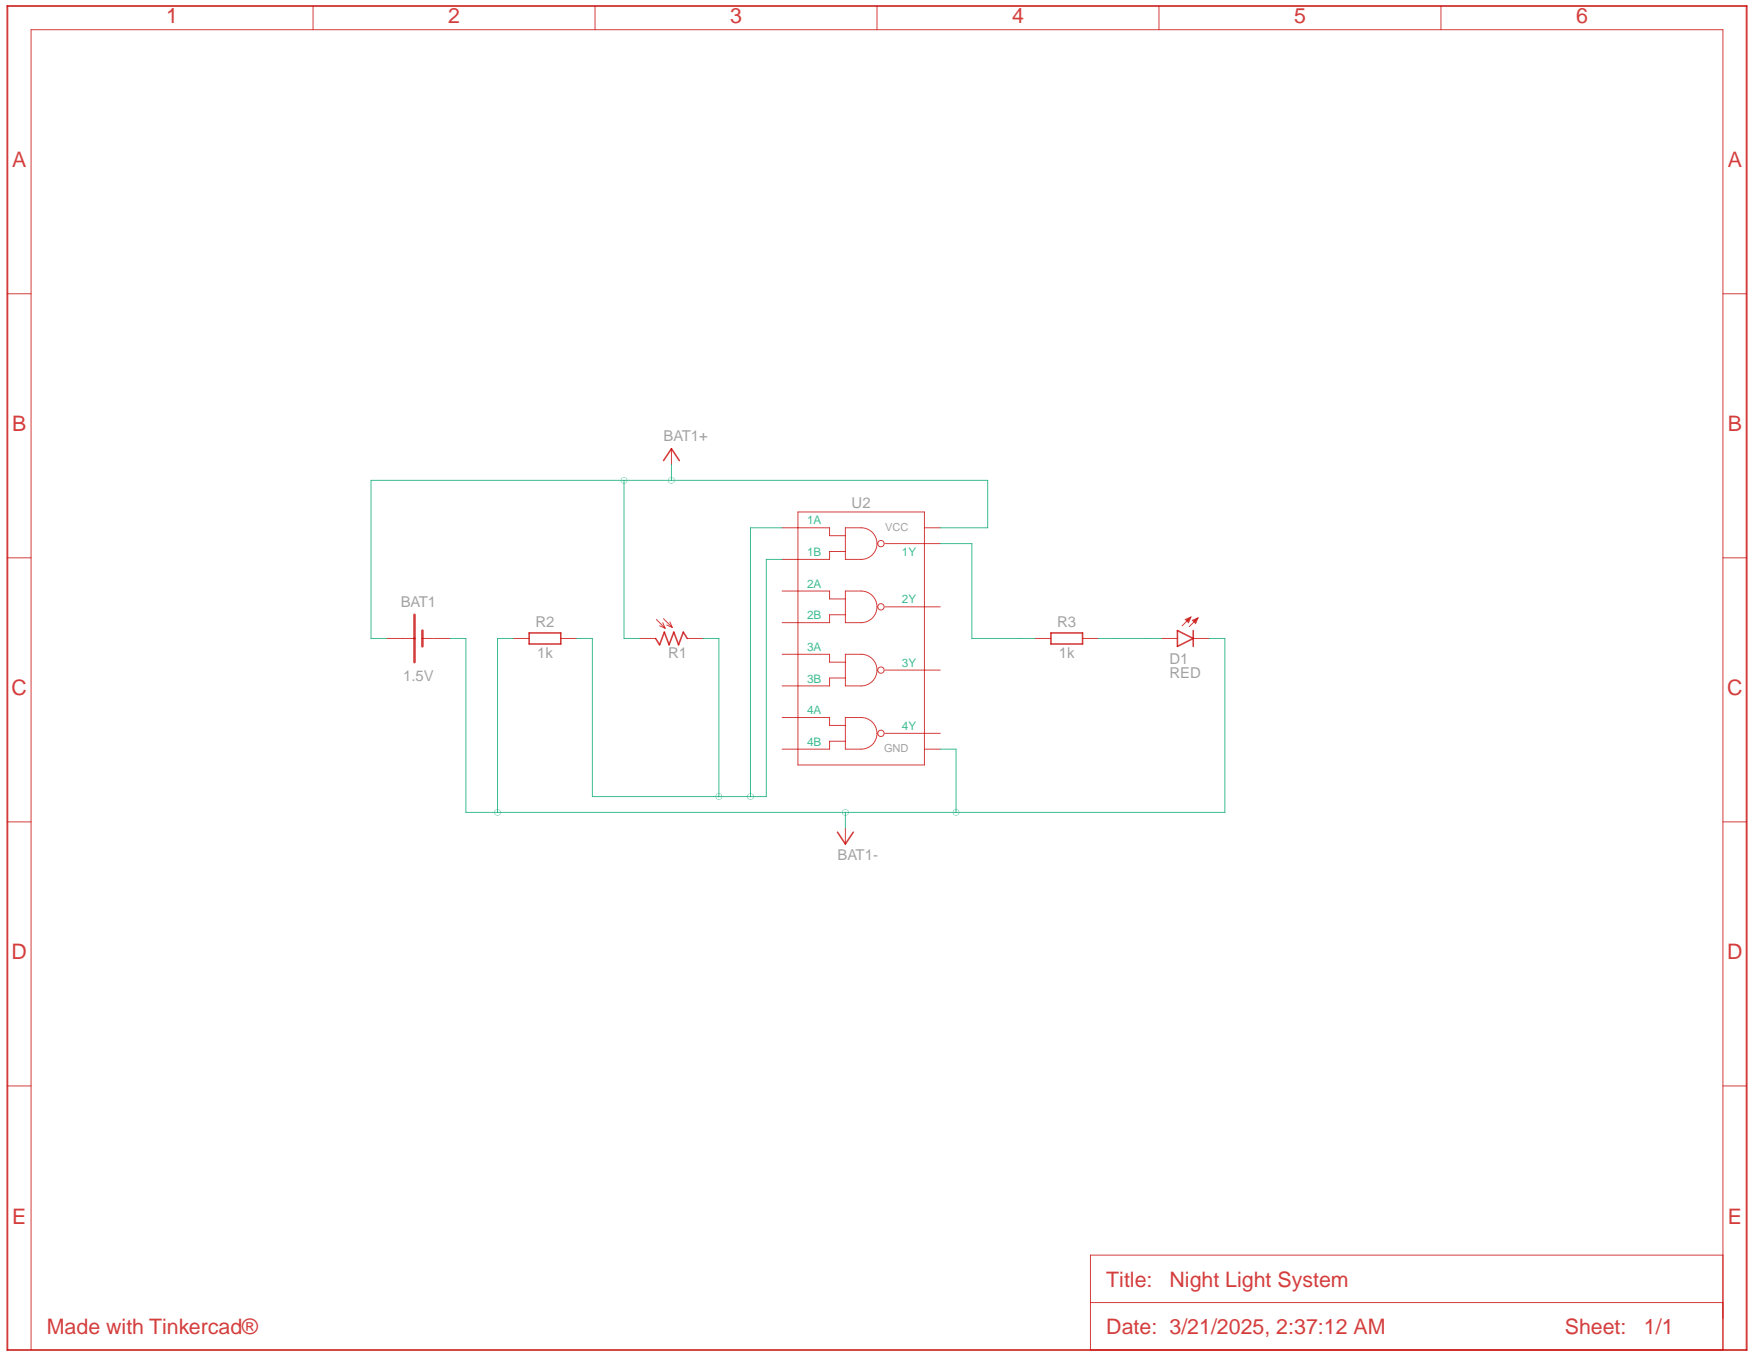 1 2 3 4 5 6
A A
B B
BAT1+
U2
1A VCC
1B 1Y
2A
2Y
2B
BAT1
R2 R3
1k R1 1k
3A
3Y
3B
D1
RED
1.5V
C C
4A
4Y
4B GND
BAT1-
D D
E E
Title: Night Light System
Made with Tinkercad®
Date: 3/21/2025, 2:37:12 AM Sheet: 1/1